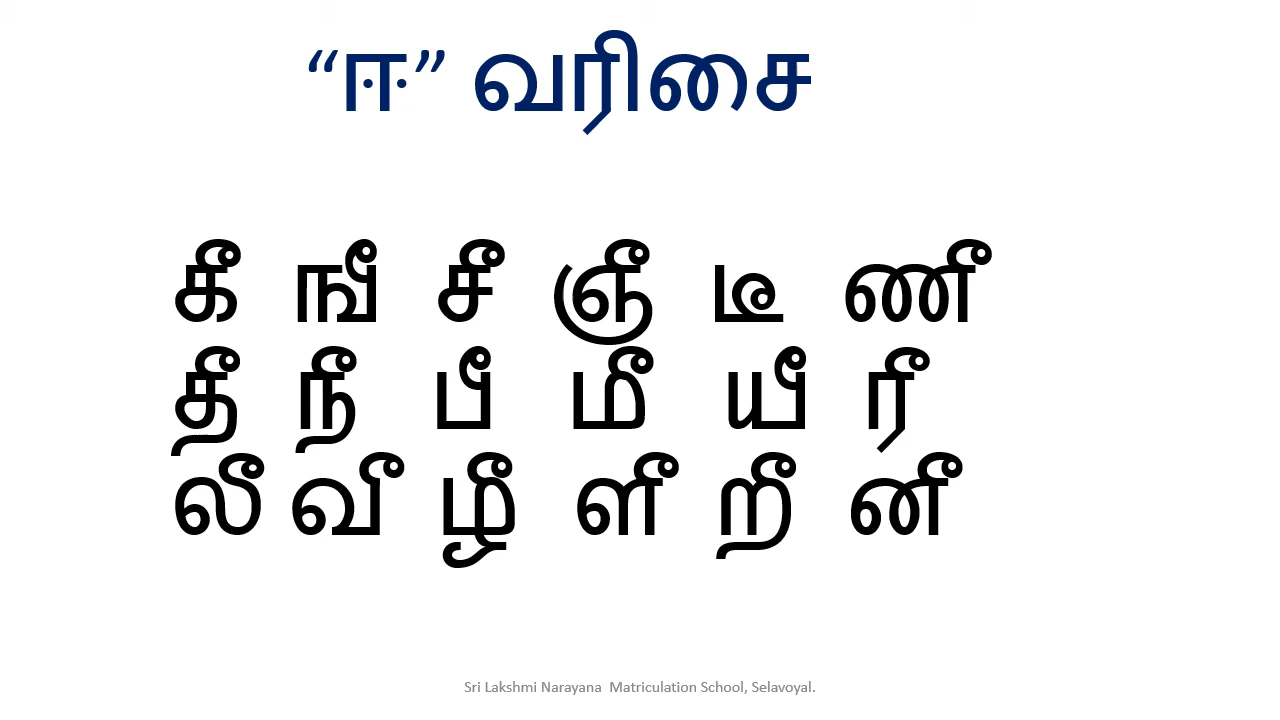 “ஈ” வரிசை
கீ ஙீ சீ ஞீ டீ ணீ
தீ நீ பீ மீ யீ ரீ
லீ வீ ழீ ளீ றீ னீ
Sri Lakshmi Narayana Matriculation School, Selavoyal.